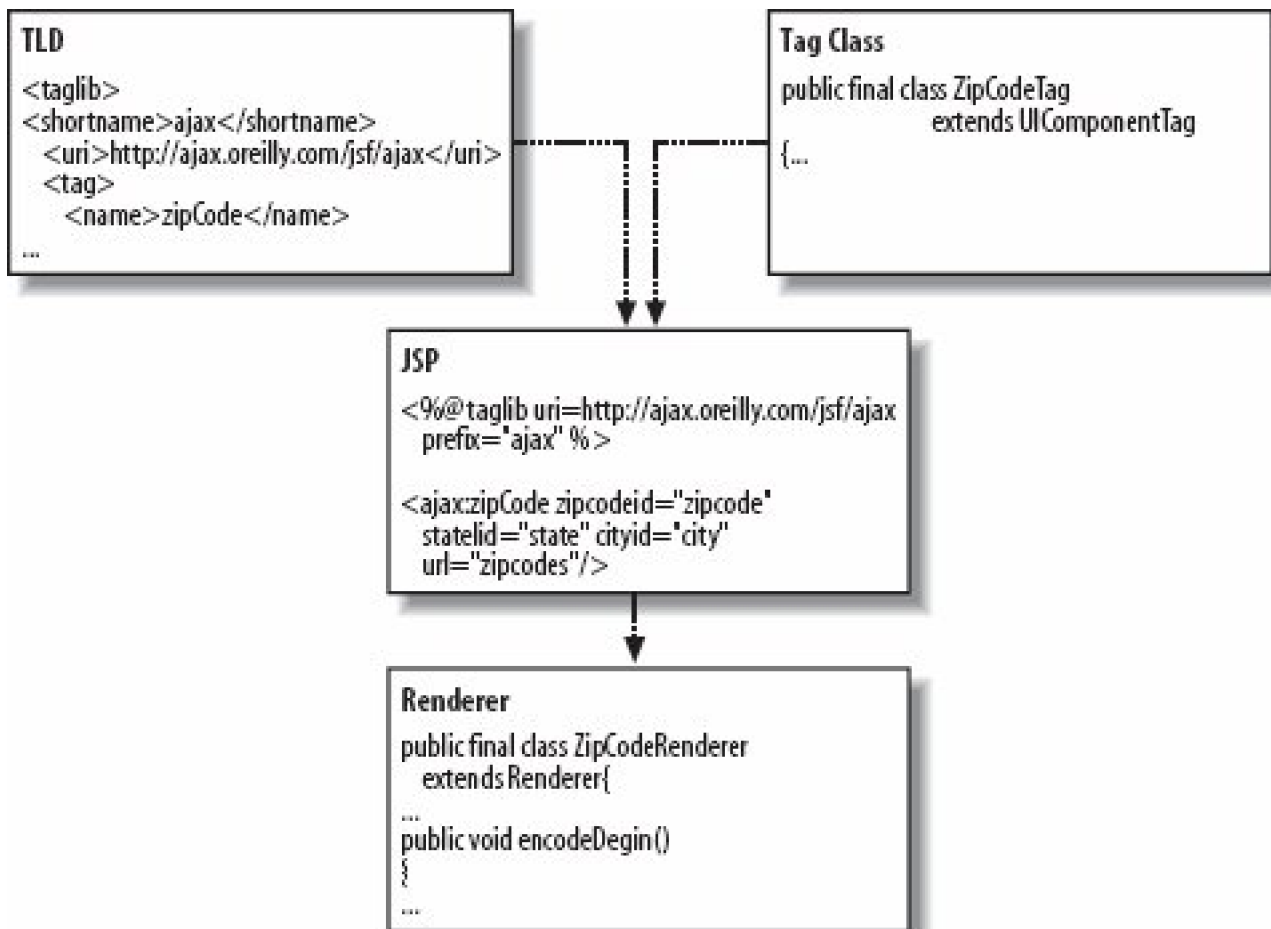 TLD
<taglib>
<shortname>ajax</shortname>
<uri>http://ajax.oreilly.com/jsf/ajax</uri>
<tag>
<name>zipCode</name>
...
Tag Class
public final class ZipCodeTag
extends UIComponentTag
{...
JSP
<%@ taglib uri=http://ajax.oreilly.com/jsf/ajax
prefix="ajax" %>
<ajax:zipCode zipcodeid="zipcode"
statelid="state" cityid="city"
url="zipcodes"/>
Renderer
public final class ZipCodeRenderer
extends Renderer{
...
public void encodeDegin()
}
...